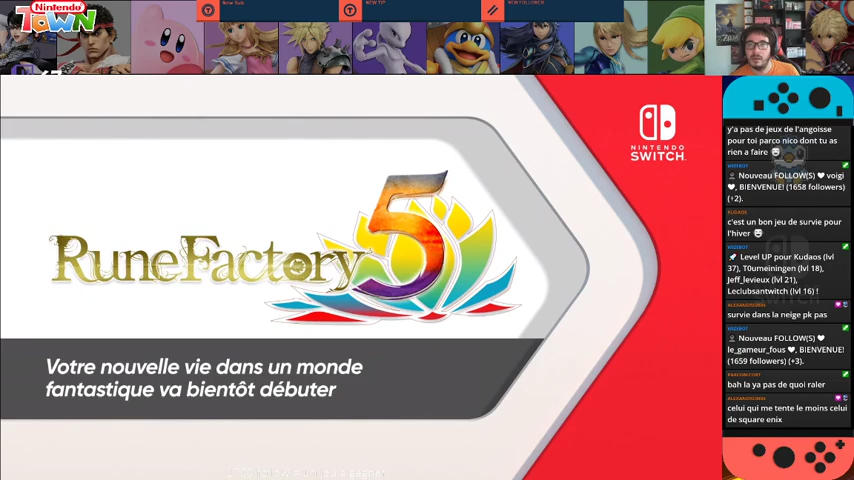 Nintendo
TOWN
New Sub
NEW TIP
NEW FOLLOWER
NINTENDO
SWITCH
RUNEFACTORY 5
Votre nouvelle vie dans un monde
fantastique va bientôt débuter
y'a pas de jeux de l'angoisse
pour toi parco nico dont tu as
rien a faire
WIZEBOT
Nouveau FOLLOW(S) ♥ voigi
♥, BIENVENUE! (1658 followers)
(+2).
KUDAOS
c'est un bon jeu de survie pour
l'hiver
WIZEBOT
Level UP pour Kudaos (lvl
37), T0umeiningen (lvl 18),
Jeff_levieux (lvl 21),
Leclubsantwitch (lvl 16) !
survie dans la neige pk pas
WIZEBOT
Nouveau FOLLOW(S) ♥
le_gameur_fous ♥, BIENVENUE!
(1659 followers) (+3).
bah la ya pas de quoi raler
celui qui me tente le moins celui
de square enix